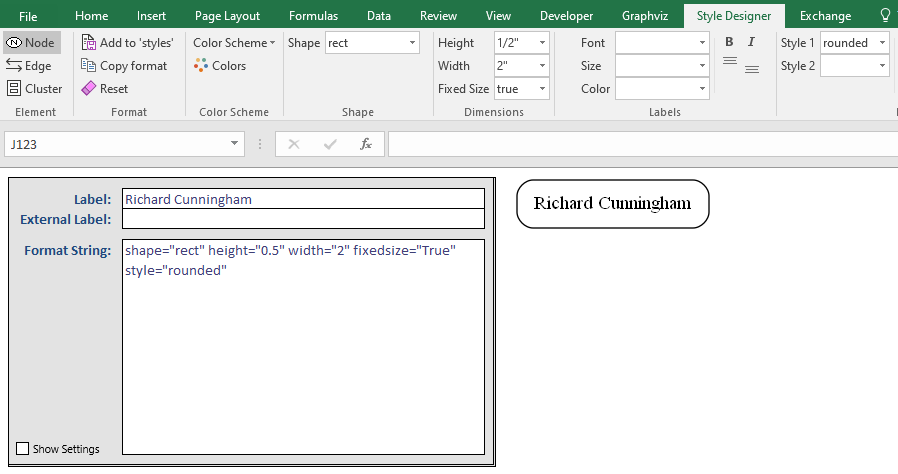 File Home Insert Page Layout Formulas Data Review View Developer Graphviz Style Designer Exchange
N Node Add to 'styles' Color Scheme Shape rect Height 1/2" Font B I Style 1 rounded
Edge Copy format Colors Width 2" Size Style 2
Cluster Reset Fixed Size true Color
Element Format Color Scheme Shape Dimensions Labels
J123 fx
Label: Richard Cunningham
External Label:
Richard Cunningham
Format String: shape="rect" height="0.5" width="2" fixedsize="True"
style="rounded"
Show Settings